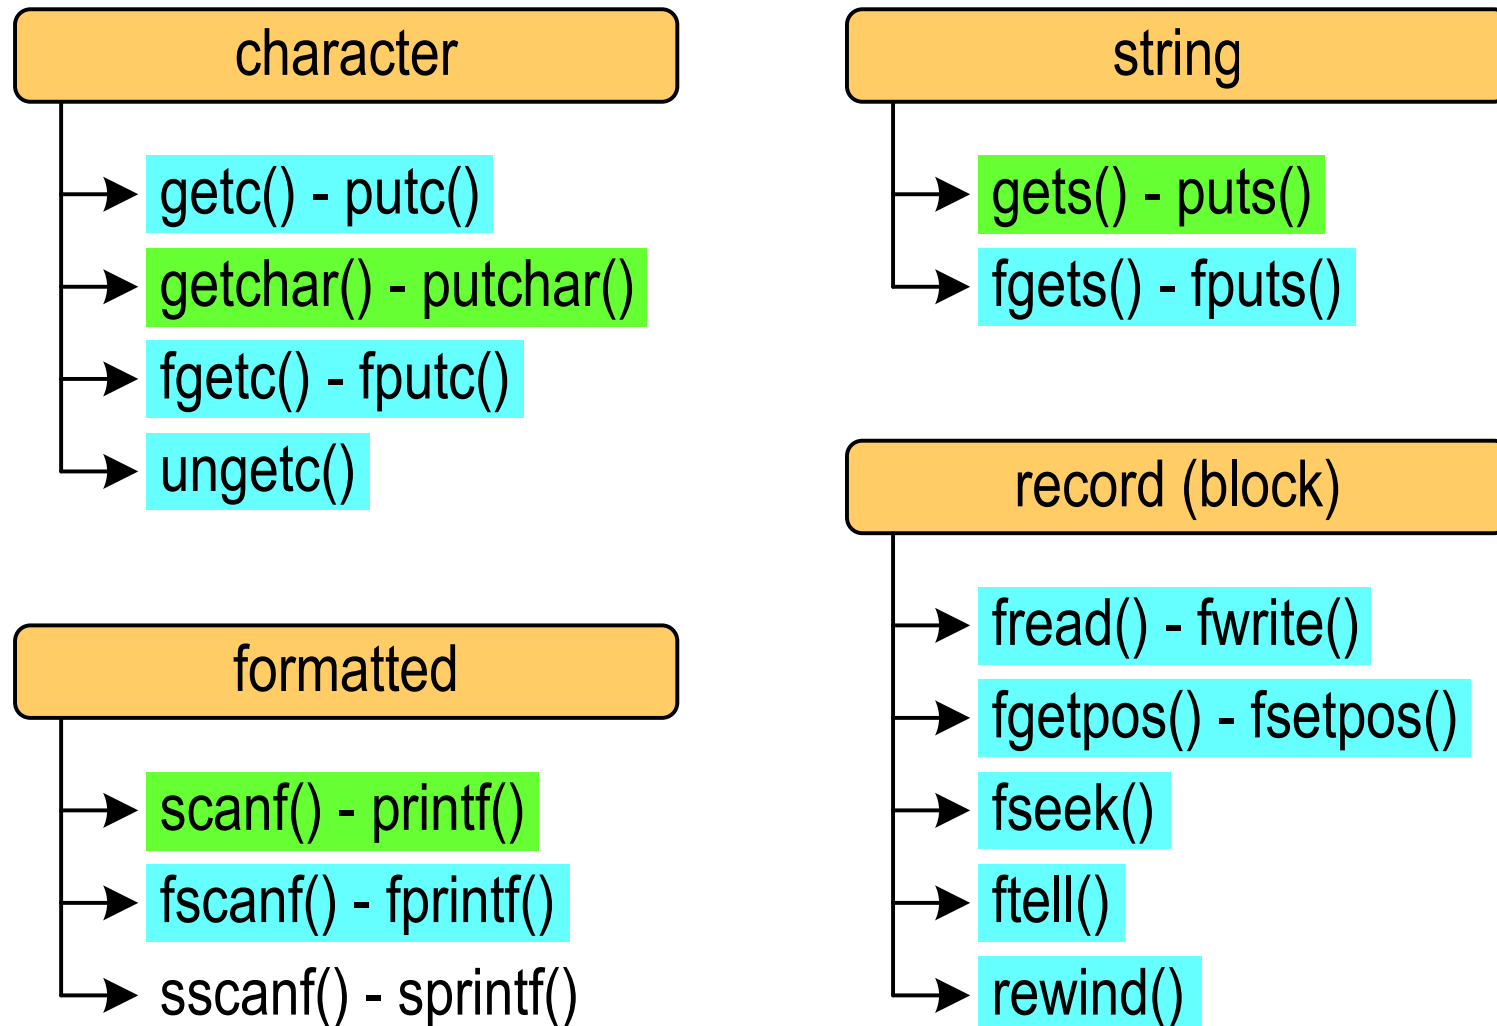 character
getc() - putc()
getchar() - putchar()
fgetc() - fputc()
ungetc()
formatted
scanf() - printf()
fscanf() - fprintf()
sscanf() - sprintf()
string
gets() - puts()
fgets() - fputs()
record (block)
fread() - fwrite()
fgetpos() - fsetpos()
fseek()
ftell()
rewind()